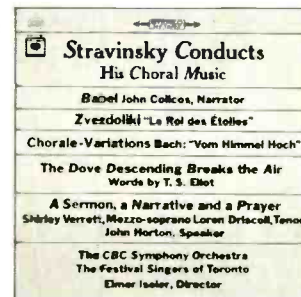 Stravinsky Conducts
His Choral Music
Babel John Colicos, Narrator
Zvezdoliki "Le Roi des Étoiles"
Chorale-Variations Bach: "Vom Himmel Hoch"
The Dove Descending Breaks the Air
Words by T. S. Eliot
A Sermon, a Narrative and a Prayer
Shirley Verrett, Mezzo-soprano Loren Driscoll, Tenor
John Horton, Speaker
The CBC Symphony Orchestra
The Festival Singers of Toronto
Elmer Iseler, Director